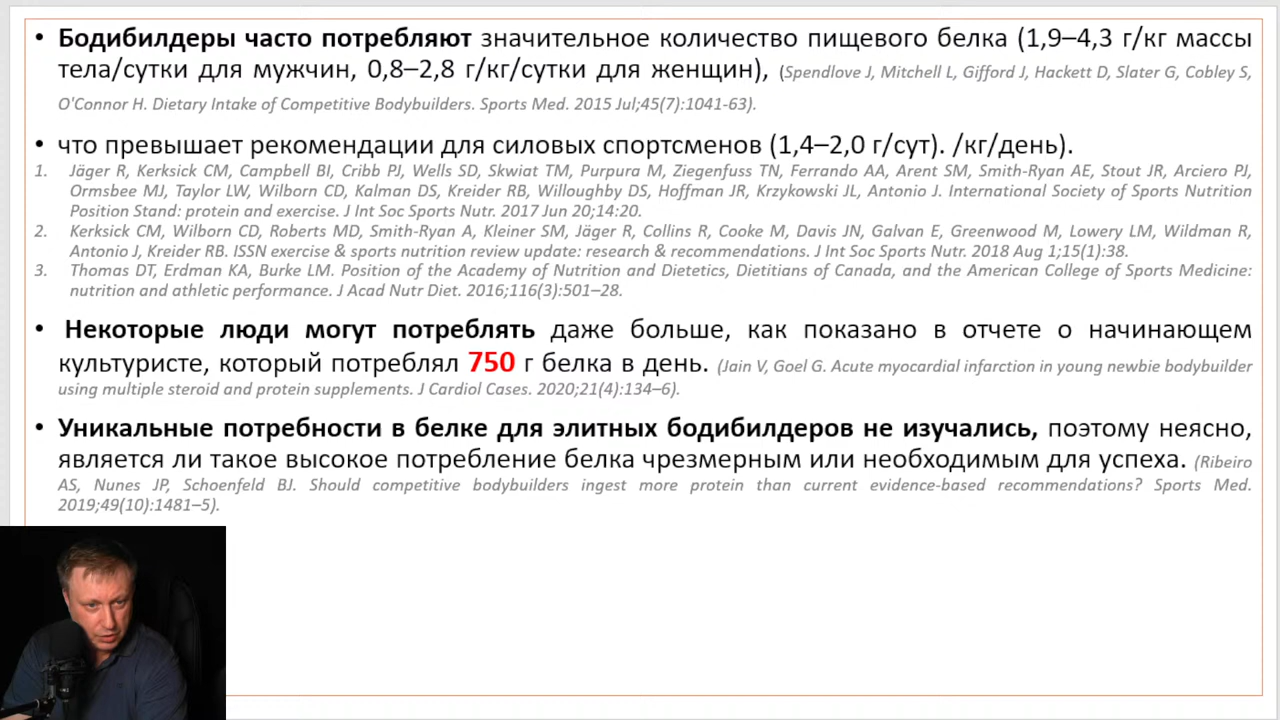 • Бодибилдеры часто потребляют значительное количество пищевого белка (1,9–4,3 г/кг массы
тела/сутки для мужчин, 0,8–2,8 г/кг/сутки для женщин), (Spendlove J, Mitchell L, Gifford J, Hackett D, Slater G, Cobley S,
O'Connor H. Dietary Intake of Competitive Bodybuilders. Sports Med. 2015 Jul;45(7):1041-63).
• что превышает рекомендации для силовых спортсменов (1,4–2,0 г/сут). /кг/день).
1. Jäger R, Kerksick CM, Campbell BI, Cribb PJ, Wells SD, Skwiat TM, Purpura M, Ziegenfuss TN, Ferrando AA, Arent SM, Smith-Ryan AE, Stout JR, Arciero PJ,
Ormsbee MJ, Taylor LW, Wilborn CD, Kalman DS, Kreider RB, Willoughby DS, Hoffman JR, Krzykowski JL, Antonio J. International Society of Sports Nutrition
Position Stand: protein and exercise. J Int Soc Sports Nutr. 2017 Jun 20;14:20.
2. Kerksick CM, Wilborn CD, Roberts MD, Smith-Ryan A, Kleiner SM, Jäger R, Collins R, Cooke M, Davis JN, Galvan E, Greenwood M, Lowery LM, Wildman R,
Antonio J, Kreider RB. ISSN exercise & sports nutrition review update: research & recommendations. J Int Soc Sports Nutr. 2018 Aug 1;15(1):38.
3. Thomas DT, Erdman KA, Burke LM. Position of the Academy of Nutrition and Dietetics, Dietitians of Canada, and the American College of Sports Medicine:
nutrition and athletic performance. J Acad Nutr Diet. 2016;116(3):501–28.
• Некоторые люди могут потреблять даже больше, как показано в отчете о начинающем
культуристе, который потреблял 750 г белка в день. (Jain V, Goel G. Acute myocardial infarction in young newbie bodybuilder
using multiple steroid and protein supplements. J Cardiol Cases. 2020;21(4):134–6).
• Уникальные потребности в белке для элитных бодибилдеров не изучались, поэтому неясно,
является ли такое высокое потребление белка чрезмерным или необходимым для успеха. (Ribeiro
AS, Nunes JP, Schoenfeld BJ. Should competitive bodybuilders ingest more protein than current evidence-based recommendations? Sports Med.
2019;49(10):1481–5).